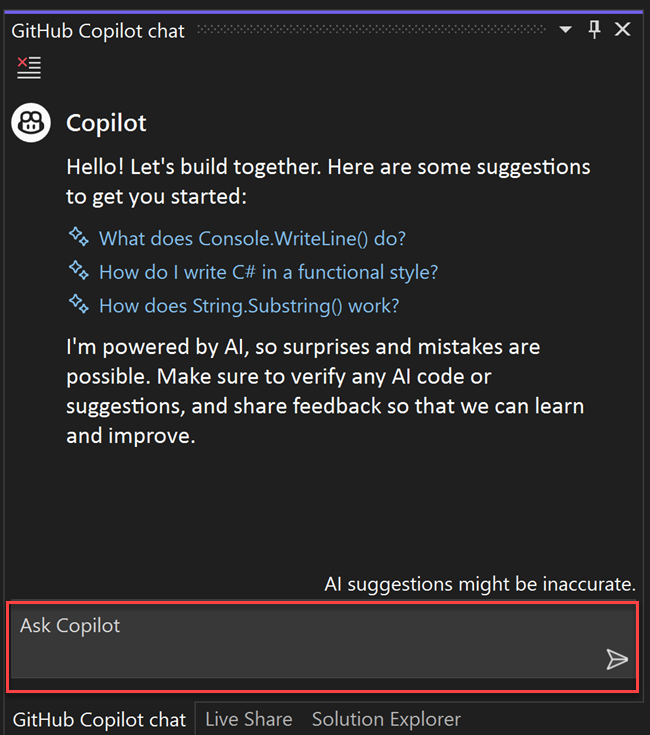 GitHub Copilot chat
Copilot
Hello! Let's build together. Here are some suggestions
to get you started:
What does Console.WriteLine() do?
How do I write C# in a functional style?
How does String.Substring() work?
I'm powered by AI, so surprises and mistakes are
possible. Make sure to verify any AI code or
suggestions, and share feedback so that we can learn
and improve.
AI suggestions might be inaccurate.
Ask Copilot
GitHub Copilot chat Live Share Solution Explorer